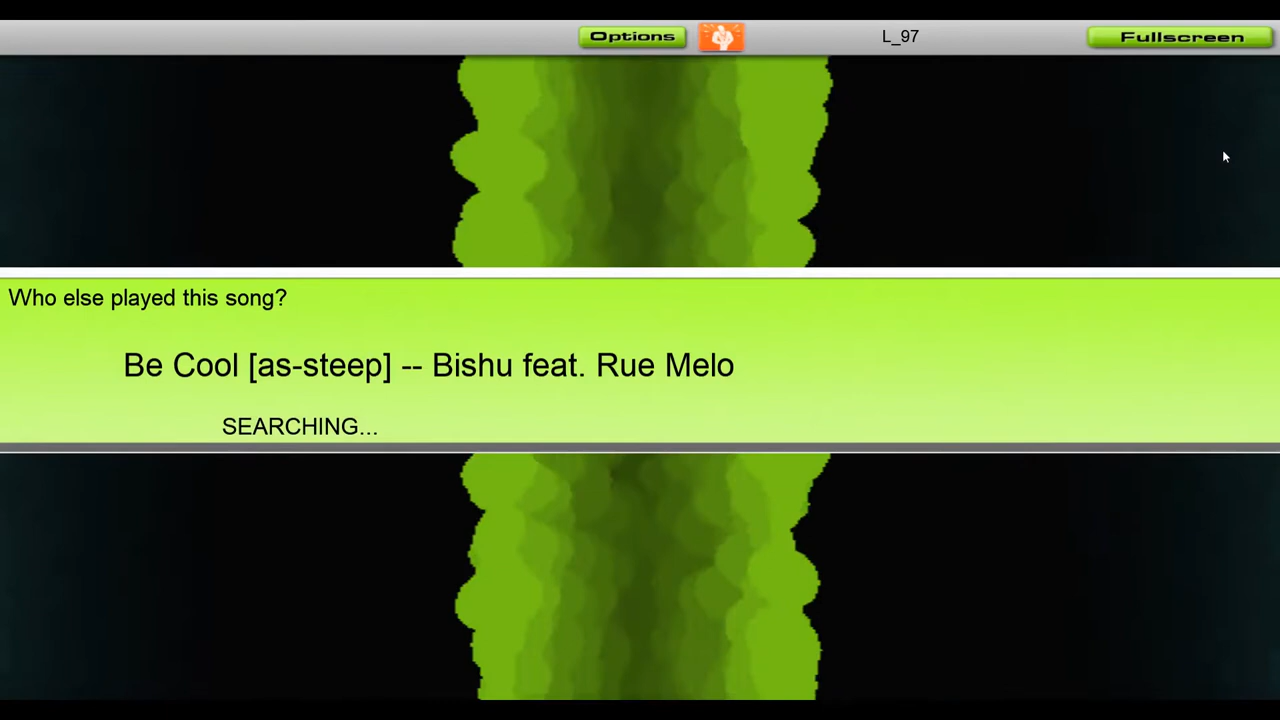 Options
L_97
Fullscreen
Who else played this song?
Be Cool [as-steep] -- Bishu feat. Rue Melo
SEARCHING...